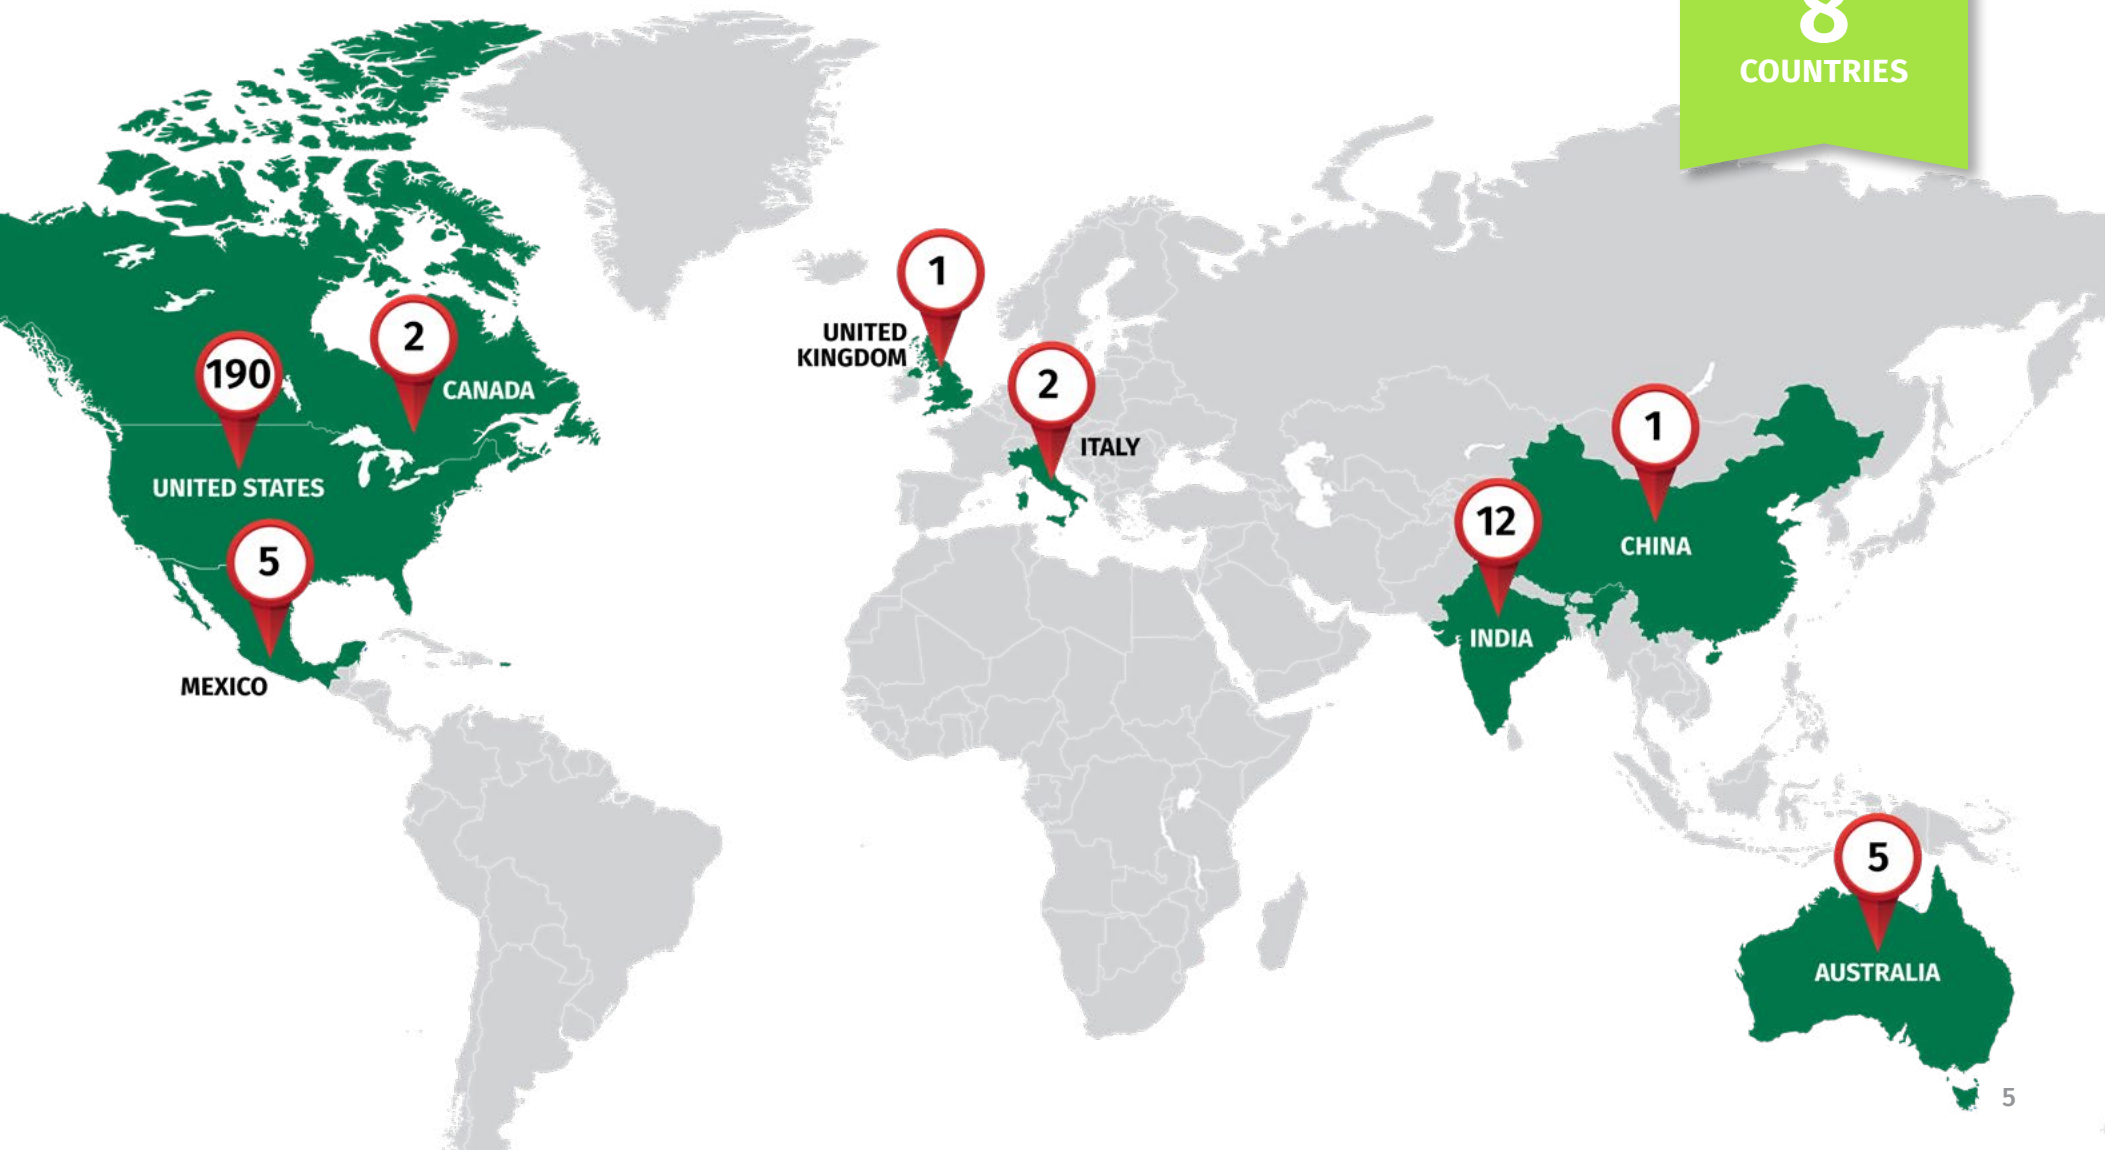 8
COUNTRIES
1
UNITED
KINGDOM
2
CANADA
190
UNITED STATES
2
ITALY
1
CHINA
12
INDIA
5
MEXICO
5
AUSTRALIA
5